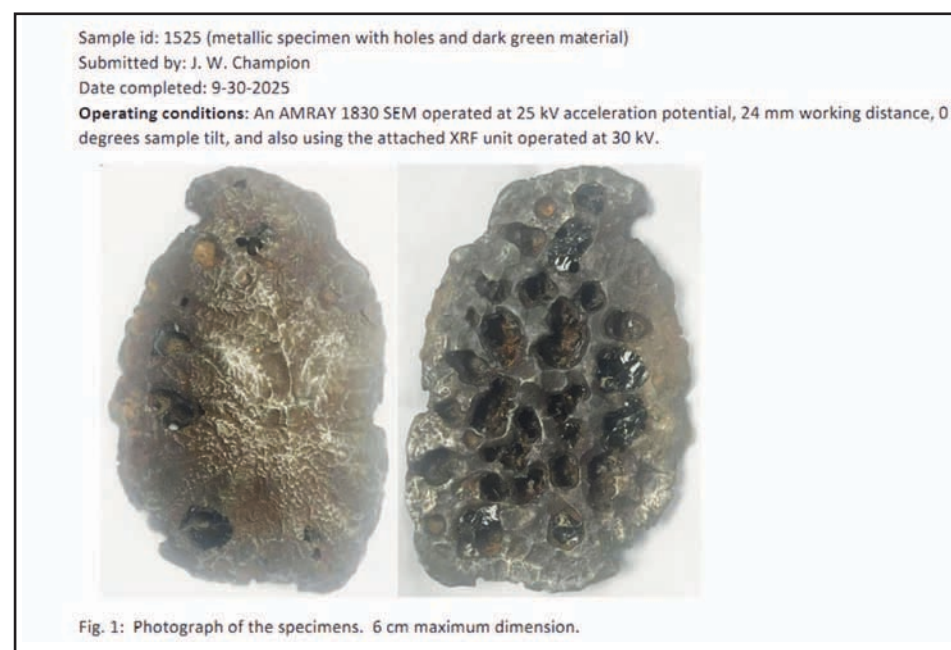 Sample id: 1525 (metallic specimen with holes and dark green material)
Submitted by: J. W. Champion
Date completed: 9-30-2025
Operating conditions: An AMRAY 1830 SEM operated at 25 kV acceleration potential, 24 mm working distance, 0
degrees sample tilt, and also using the attached XRF unit operated at 30 kV.
Fig. 1: Photograph of the specimens. 6 cm maximum dimension.